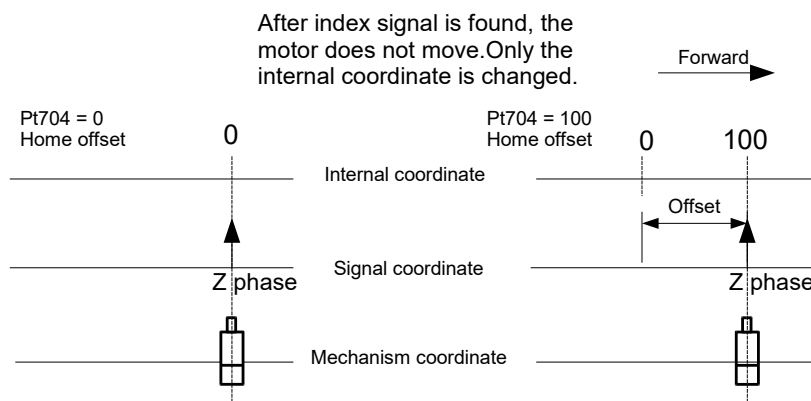 After index signal is found, the
motor does not move.Only the
internal coordinate is changed.
Forward
Pt704 = 0
Home offset
0
Pt704 = 100
Home offset
0
100
Internal coordinate
Offset
Signal coordinate
Z phase
Z phase
Mechanism coordinate